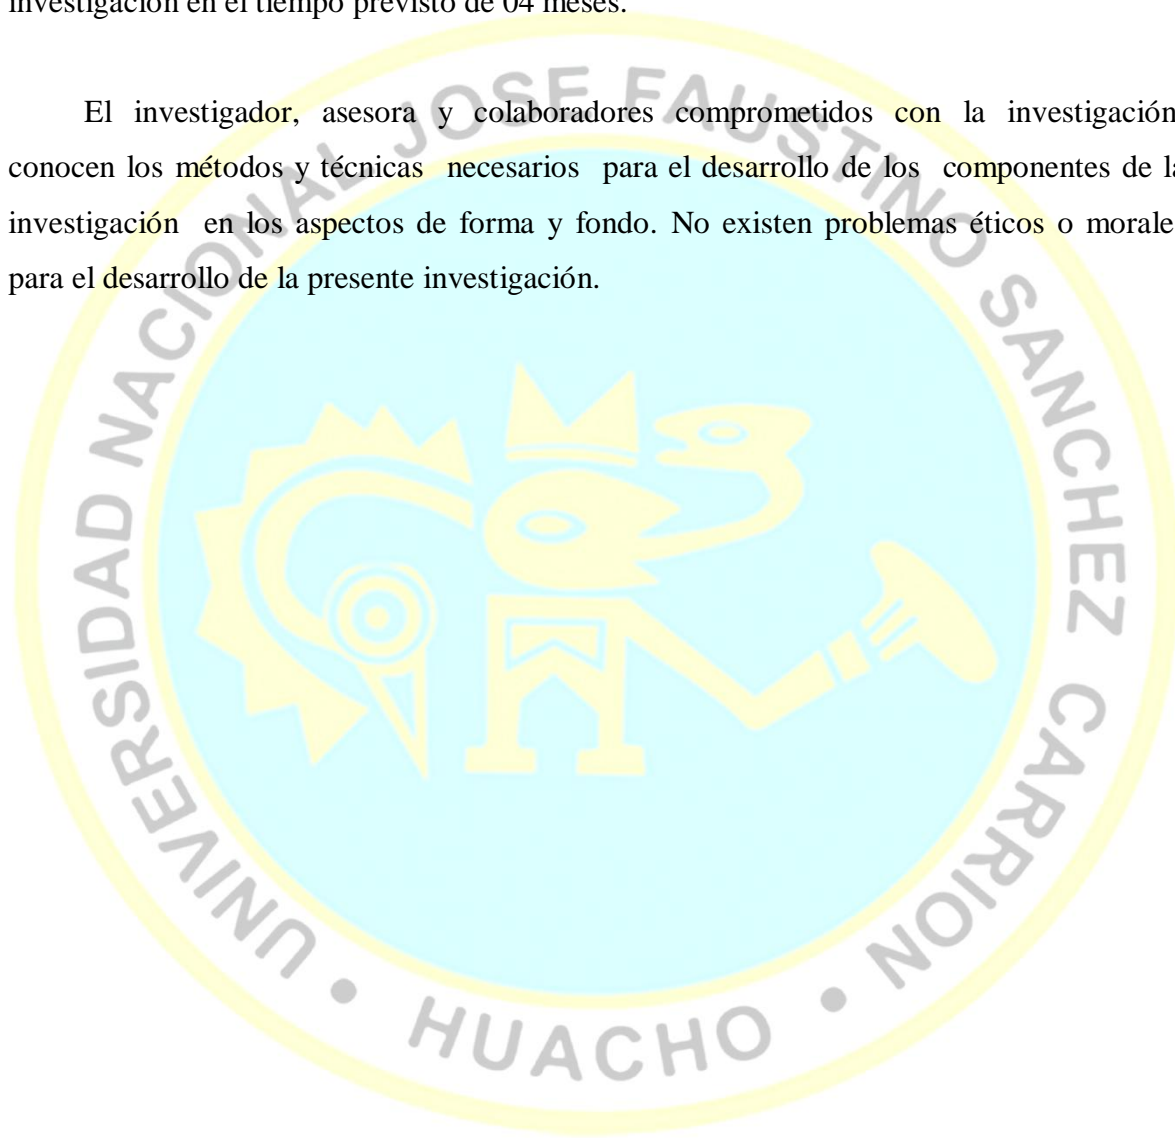 investigación en el tiempo previsto de 04 meses.
El investigador, asesora y colaboradores comprometidos con la investigación
conocen los métodos y técnicas necesarios para el desarrollo de los componentes de la
investigación en los aspectos de forma y fondo. No existen problemas éticos o morale
para el desarrollo de la presente investigación.
UNIVERSIDAD NACIONAL JOSE FAUSTINO SANCHEZ CARRION • HUACHO •